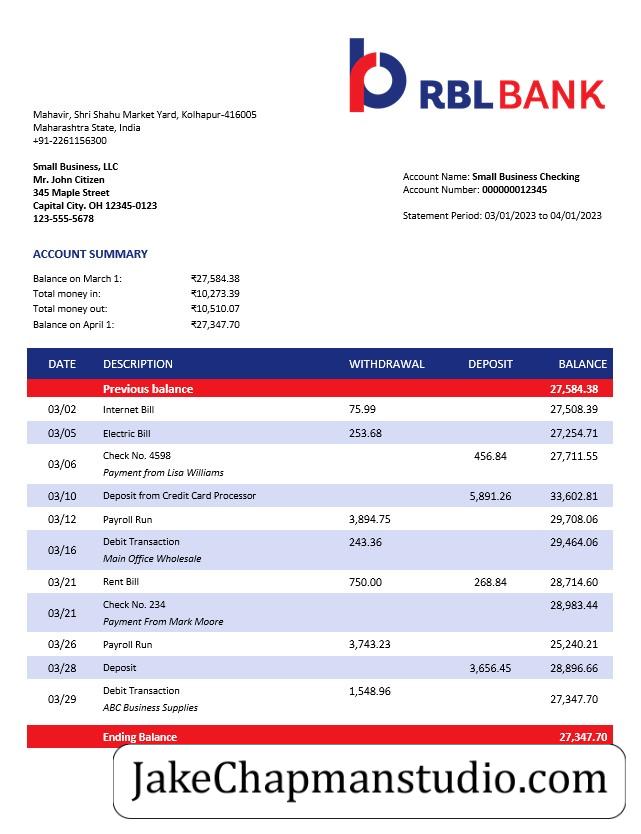 RBL BANK
Mahavir, Shri Shahu Market Yard, Kolhapur-416005
Maharashtra State, India
+91-2261156300
Small Business, LLC
Mr. John Citizen
345 Maple Street
Capital City. OH 12345-0123
123-555-5678
Account Name: Small Business Checking
Account Number: 000000012345
Statement Period: 03/01/2023 to 04/01/2023
ACCOUNT SUMMARY
Balance on March 1: ₹27,584.38
Total money in: ₹10,273.39
Total money out: ₹10,510.07
Balance on April 1: ₹27,347.70
DATE DESCRIPTION WITHDRAWAL DEPOSIT BALANCE
Previous balance 27,584.38
03/02 Internet Bill 75.99 27,508.39
03/05 Electric Bill 253.68 27,254.71
03/06 Check No. 4598 456.84 27,711.55
Payment from Lisa Williams
03/10 Deposit from Credit Card Processor 5,891.26 33,602.81
03/12 Payroll Run 3,894.75 29,708.06
03/16 Debit Transaction 243.36 29,464.06
Main Office Wholesale
03/21 Rent Bill 750.00 268.84 28,714.60
03/21 Check No. 234 28,983.44
Payment From Mark Moore
03/26 Payroll Run 3,743.23 25,240.21
03/28 Deposit 3,656.45 28,896.66
03/29 Debit Transaction 1,548.96 27,347.70
ABC Business Supplies
Ending Balance 27,347.70
JakeChapmanstudio.com